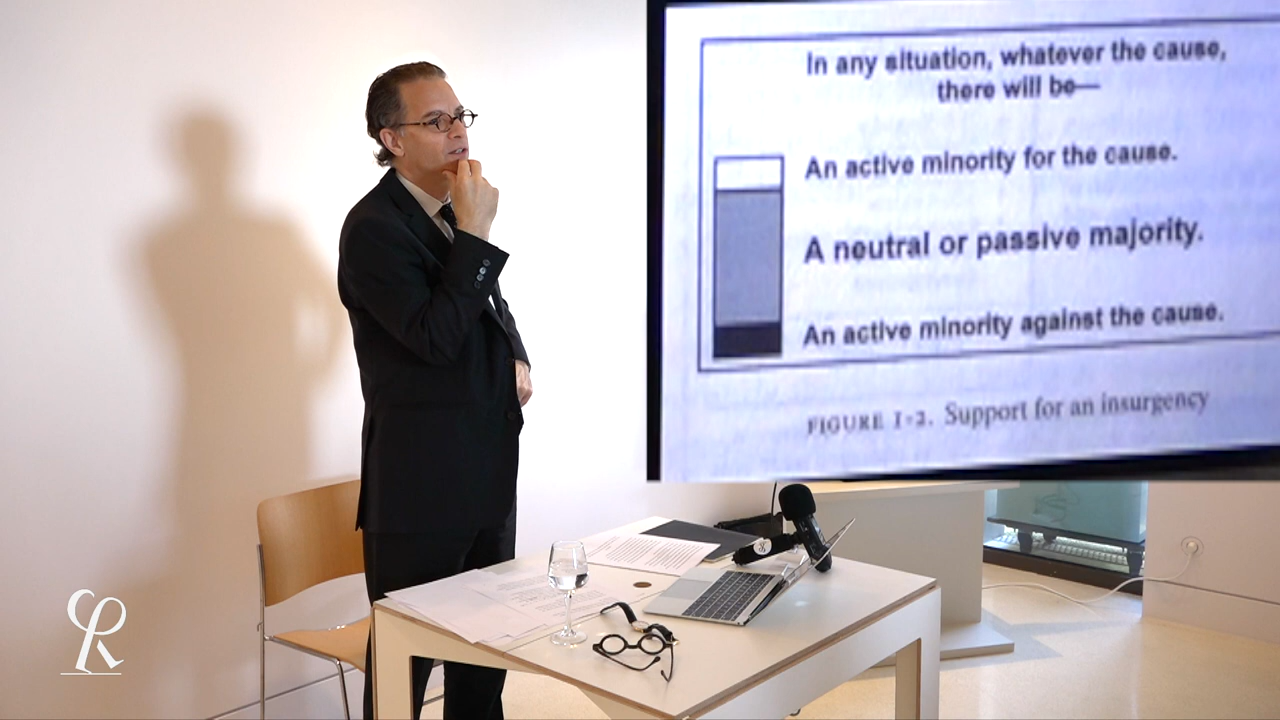 In any situation, whatever the cause,
there will be—
An active minority for the cause.
A neutral or passive majority.
An active minority against the cause.
FIGURE I-2. Support for an insurgency